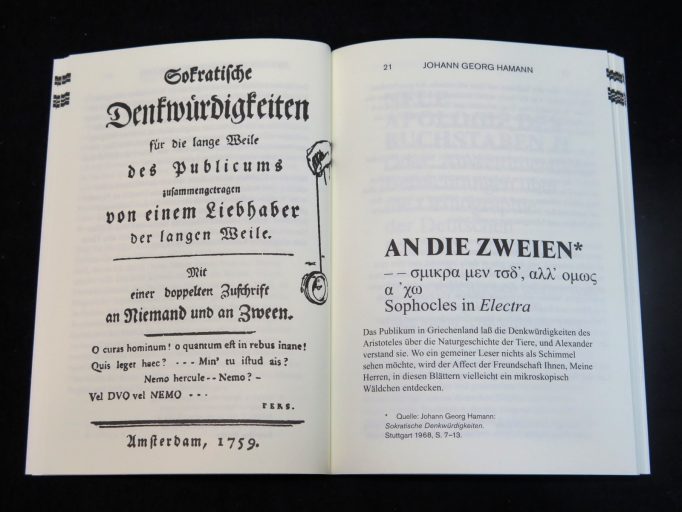 Sokratische
Denkwürdigkeiten
für die lange Weile
des Publicums
zusammengetragen
von einem Liebhaber
der langen Weile.
Mit
einer doppelten Zuschrift
an Niemand und an Zween.
O curas hominum! o quantum est in rebus inane!
Quis leger haec? - - - Min' tu istud ais?
Nemo hercule - - Nemo? -
Vel DVO vel NEMO - - -
PERS.
Amsterdam, 1759.
21 JOHANN GEORG HAMANN
AN DIE ZWEIEN*
– – σμικρα μεν τσδ', αλλ' ομως
α 'χω
Sophocles in Electra
Das Publikum in Griechenland laß die Denkwürdigkeiten des
Aristoteles über die Naturgeschichte der Tiere, und Alexander
verstand sie. Wo ein gemeiner Leser nichts als Schimmel
sehen möchte, wird der Affect der Freundschaft Ihnen, Meine
Herren, in diesen Blättern vielleicht ein mikroskopisch
Wäldchen entdecken.
* Quelle: Johann Georg Hamann:
Sokratische Denkwürdigkeiten.
Stuttgart 1968, S. 7–13.